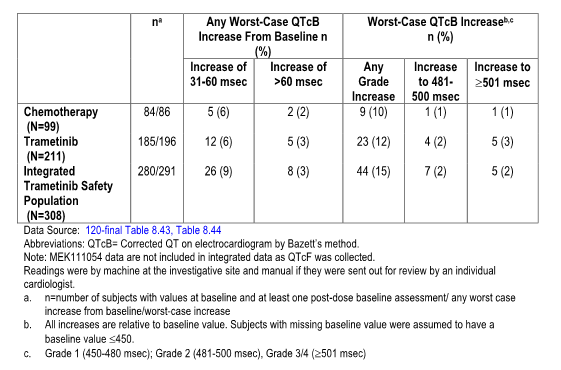 nª Any Worst-Case QTcB Increase From Baseline n (%) Worst-Case QTcB Increaseᵇ,ᶜ n (%)
Increase of 31-60 msec Increase of >60 msec Any Grade Increase Increase to 481-500 msec Increase to ≥501 msec
Chemotherapy (N=99) 84/86 5 (6) 2 (2) 9 (10) 1 (1) 1 (1)
Trametinib (N=211) 185/196 12 (6) 5 (3) 23 (12) 4 (2) 5 (3)
Integrated Trametinib Safety Population (N=308) 280/291 26 (9) 8 (3) 44 (15) 7 (2) 5 (2)
Data Source: 120-final Table 8.43, Table 8.44
Abbreviations: QTcB= Corrected QT on electrocardiogram by Bazett's method.
Note: MEK111054 data are not included in integrated data as QTcF was collected.
Readings were by machine at the investigative site and manual if they were sent out for review by an individual
cardiologist.
a. n=number of subjects with values at baseline and at least one post-dose baseline assessment/ any worst case
increase from baseline/worst-case increase
b. All increases are relative to baseline value. Subjects with missing baseline value were assumed to have a
baseline value ≤450.
c. Grade 1 (450-480 msec); Grade 2 (481-500 msec), Grade 3/4 (≥501 msec)